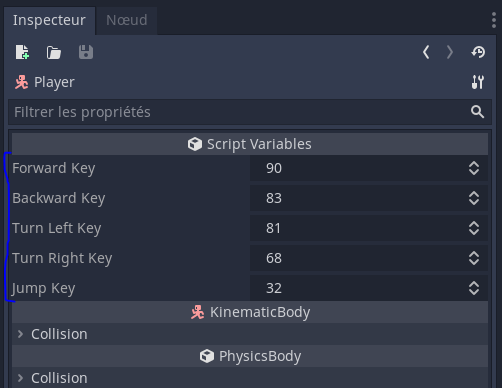 Inspecteur Nœud
Player
Filtrer les propriétés
Script Variables
Forward Key 90
Backward Key 83
Turn Left Key 81
Turn Right Key 68
Jump Key 32
KinematicBody
Collision
PhysicsBody
Collision